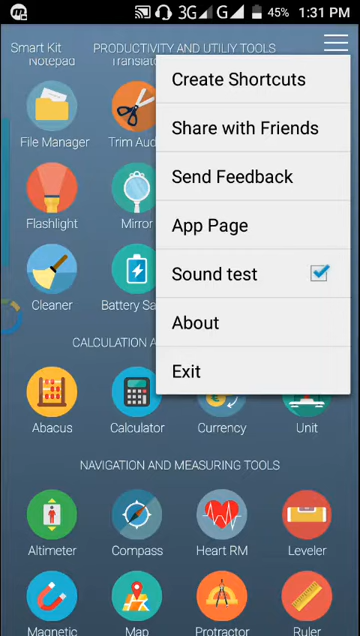 3G G 45% 1:31 PM
Smart Kit PRODUCTIVITY AND UTILIY TOOLS
Notepad Translat
Create Shortcuts
File Manager Trim Aud
Share with Friends
Send Feedback
Flashlight Mirror
App Page
Sound test
Cleaner Battery Sa
About
CALCULATION A
Exit
Abacus Calculator Currency Unit
NAVIGATION AND MEASURING TOOLS
Altimeter Compass Heart RM Leveler
Magnetic Map Protractor Ruler